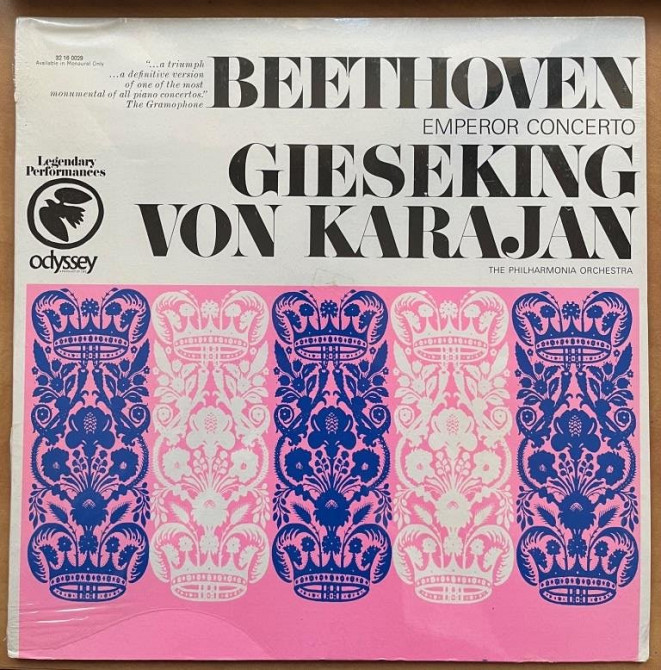 32 16 0029
Available in Monaural Only
"...a triumph
...a definitive version
of one of the most
monumental of all piano concertos."
The Gramophone
BEETHOVEN
EMPEROR CONCERTO
GIESEKING
VON KARAJAN
THE PHILHARMONIA ORCHESTRA
Legendary
Performances
odyssey